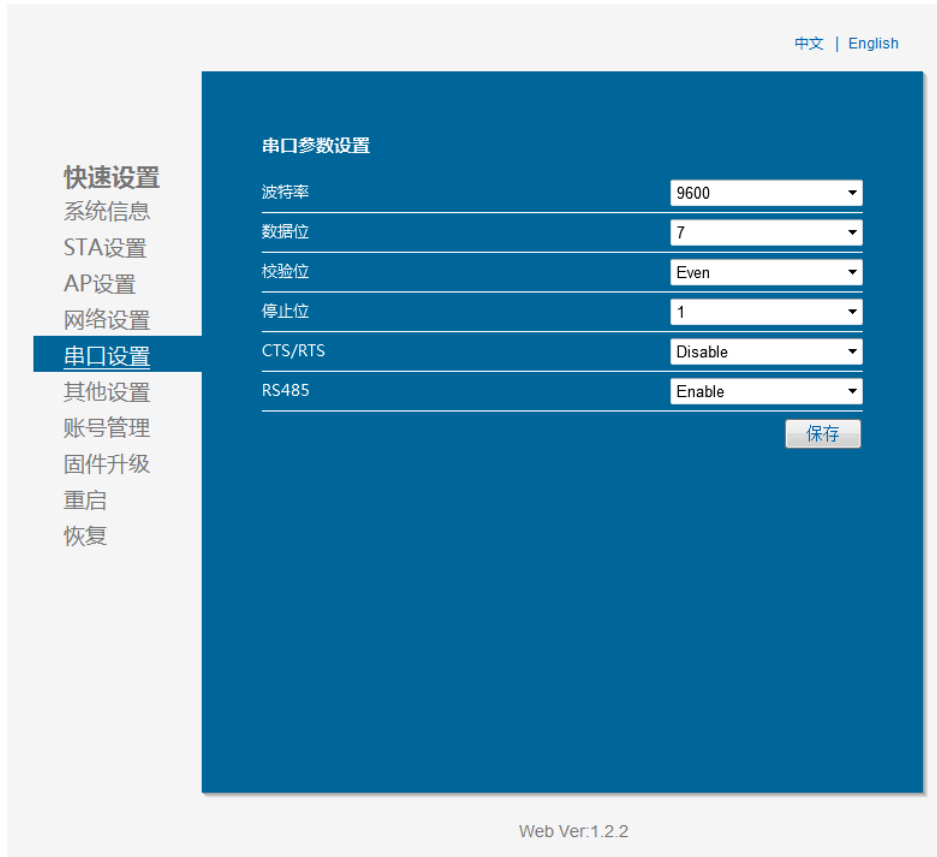 中文 | English
快速设置
系统信息
STA设置
AP设置
网络设置
串口设置
其他设置
账号管理
固件升级
重启
恢复
串口参数设置
波特率 9600
数据位 7
校验位 Even
停止位 1
CTS/RTS Disable
RS485 Enable
保存
Web Ver:1.2.2